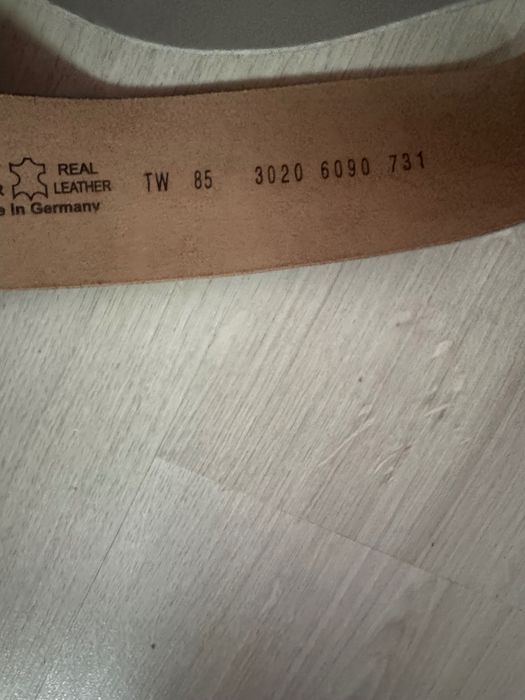 REAL
LEATHER
In Germany
TW 85 3020 6090 731